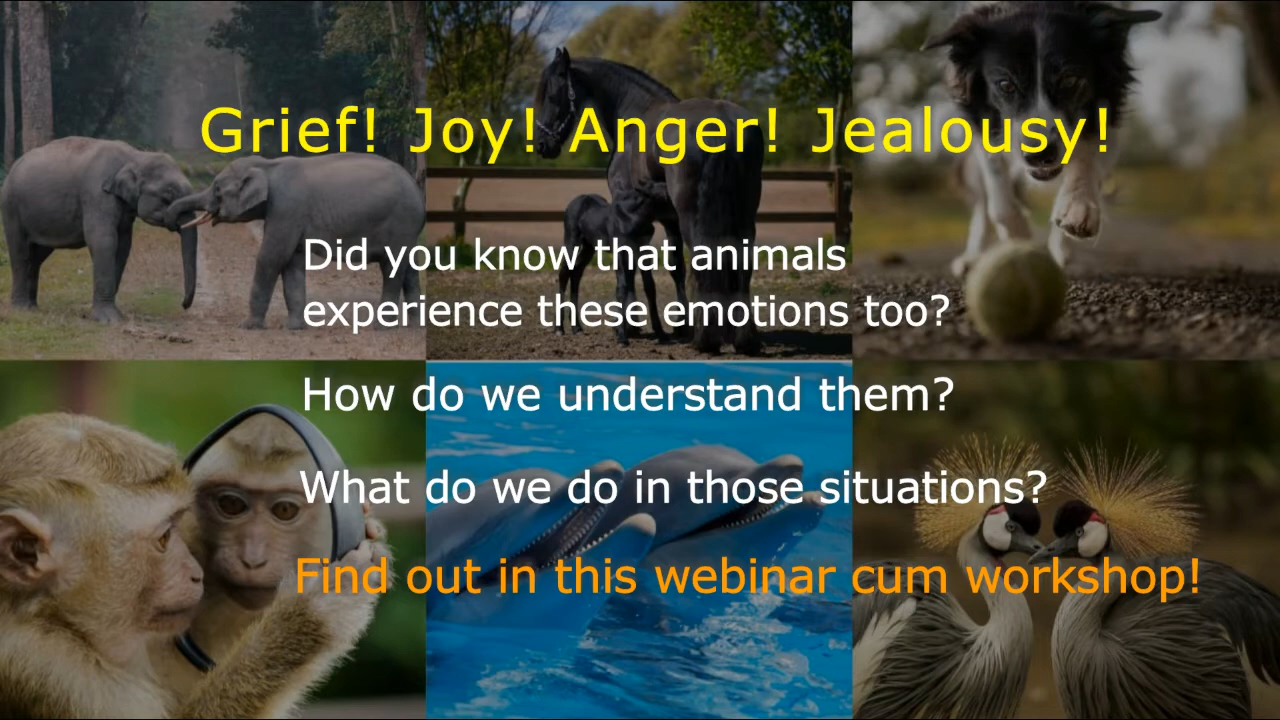 Grief! Joy! Anger! Jealousy!
Did you know that animals
experience these emotions too?
How do we understand them?
What do we do in those situations?
Find out in this webinar cum workshop!